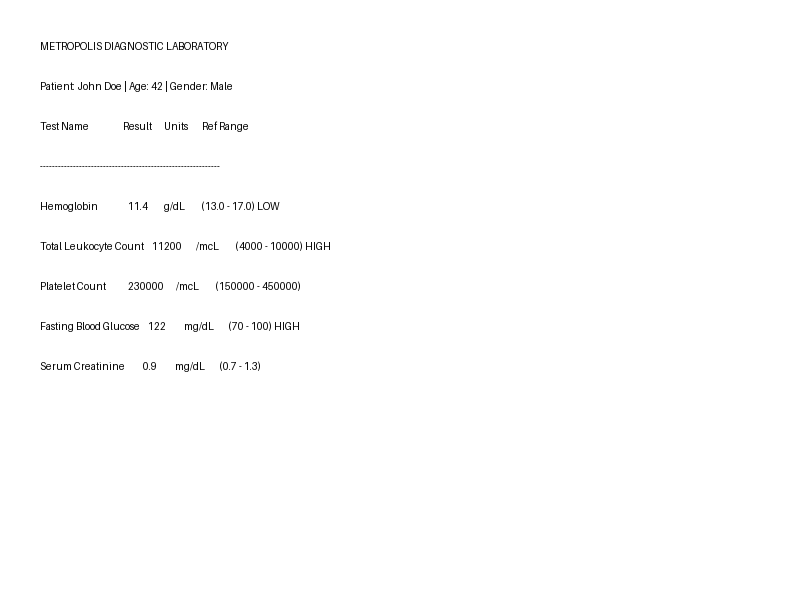 METROPOLIS DIAGNOSTIC LABORATORY
Patient: John Doe | Age: 42 | Gender: Male
Test Name Result Units Ref Range
------------------------------------------------------------
Hemoglobin 11.4 g/dL (13.0 - 17.0) LOW
Total Leukocyte Count 11200 /mcL (4000 - 10000) HIGH
Platelet Count 230000 /mcL (150000 - 450000)
Fasting Blood Glucose 122 mg/dL (70 - 100) HIGH
Serum Creatinine 0.9 mg/dL (0.7 - 1.3)